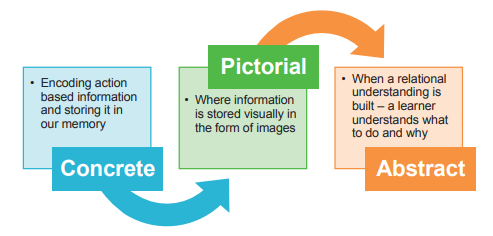 • Encoding action
based information
and storing it in
our memory
Concrete
Pictorial
• Where information
is stored visually in
the form of images
• When a relational
understanding is
built – a learner
understands what
to do and why
Abstract